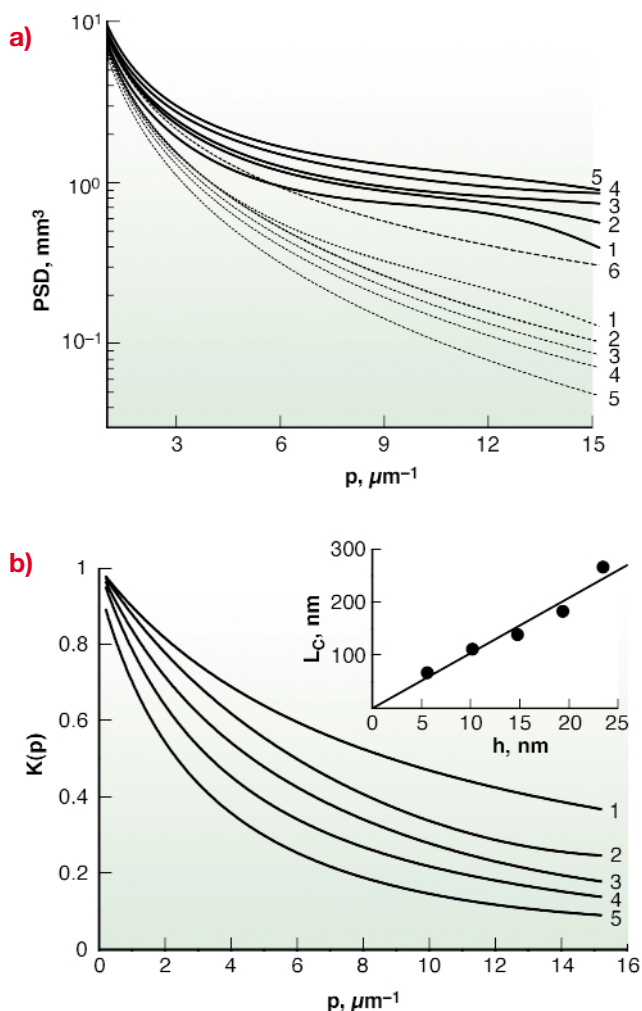 a)
10¹
10⁰
10⁻¹
PSD, mm³
5
4
3
2
1
6
1
2
3
4
5
3 6 9 12 15
p, μm⁻¹
b)
1
0.8
0.6
0.4
0.2
0
K(p)
300
200
100
L_C, nm
0 5 10 15 20 25
h, nm
1
2
3
4
5
0 2 4 6 8 10 12 14 16
p, μm⁻¹